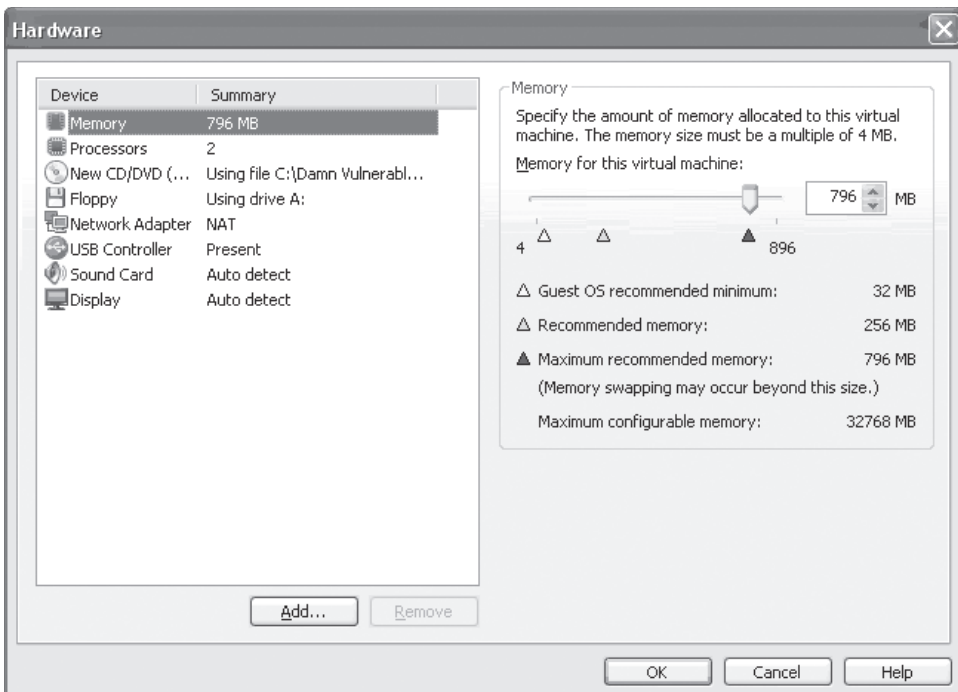 Hardware
Device Summary
Memory 796 MB
Processors 2
New CD/DVD (... Using file C:\Damn Vulnerabl...
Floppy Using drive A:
Network Adapter NAT
USB Controller Present
Sound Card Auto detect
Display Auto detect
Add...
Remove
Memory
Specify the amount of memory allocated to this virtual
machine. The memory size must be a multiple of 4 MB.
Memory for this virtual machine:
796 MB
4 896
Guest OS recommended minimum: 32 MB
Recommended memory: 256 MB
Maximum recommended memory: 796 MB
(Memory swapping may occur beyond this size.)
Maximum configurable memory: 32768 MB
OK
Cancel
Help